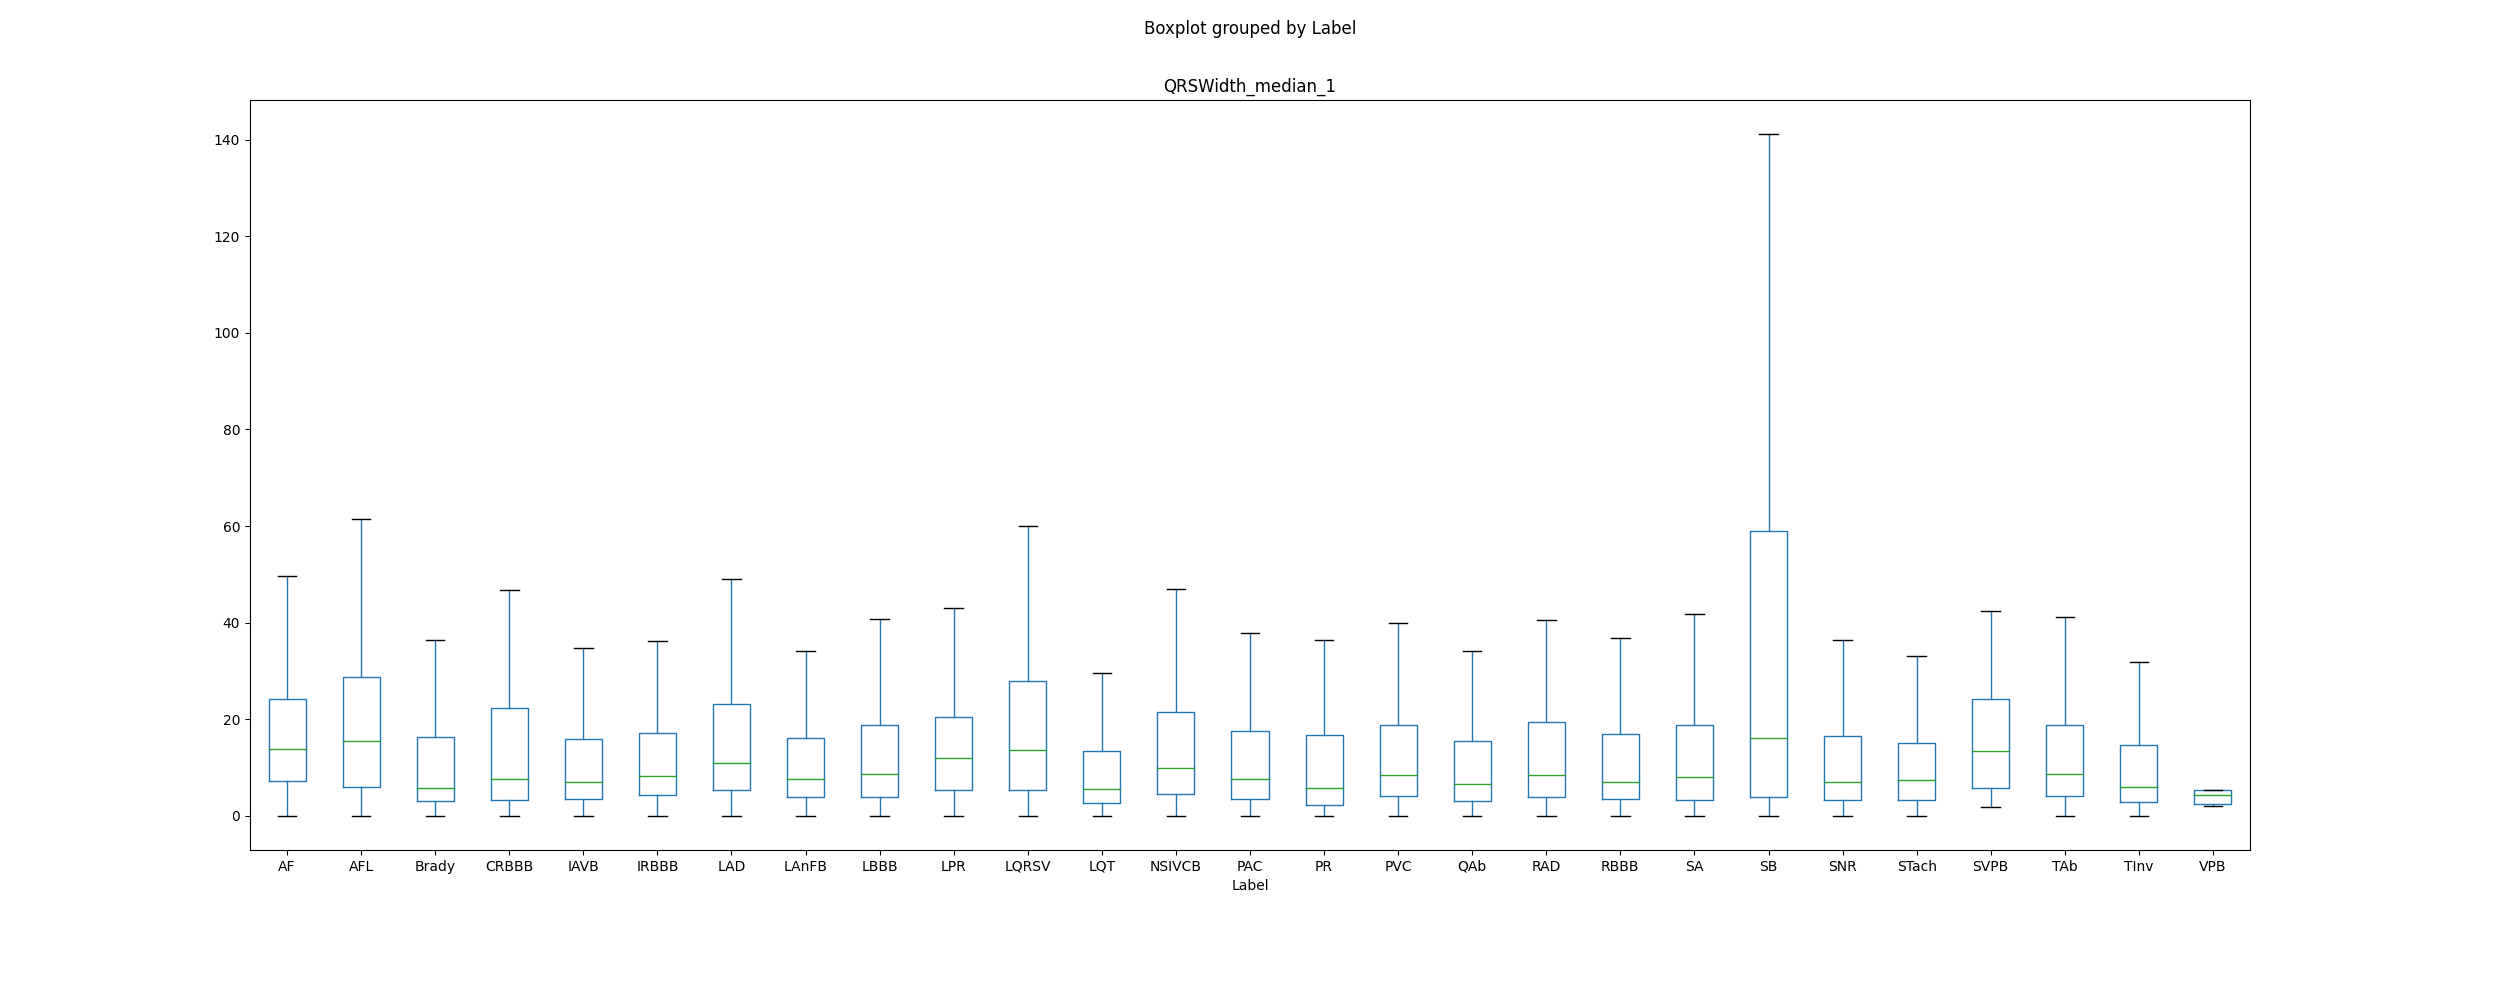 Boxplot grouped by Label
QRSWidth_median_1
140
120
100
80
60
40
20
0
AF AFL Brady CRBBB IAVB IRBBB LAD LAnFB LBBB LPR LQRSV LQT NSIVCB PAC PR PVC QAb RAD RBBB SA SB SNR STach SVPB TAb TInv VPB
Label